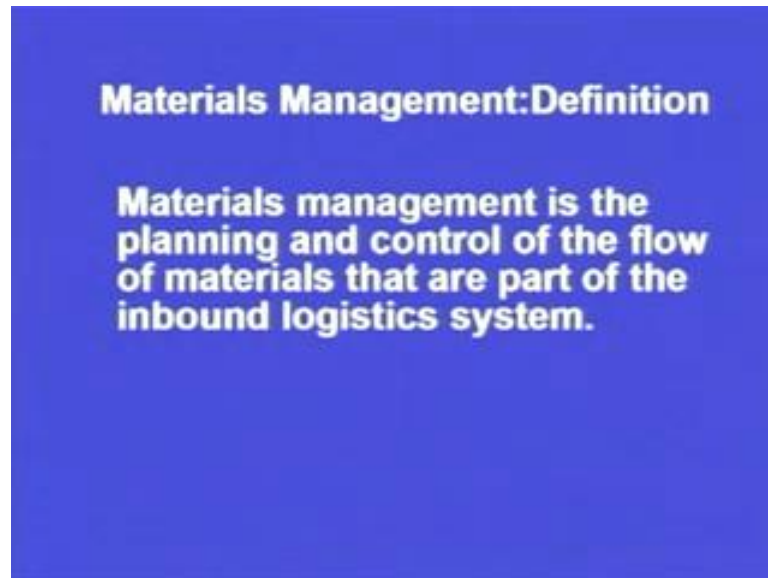 Materials Management:Definition
Materials management is the
planning and control of the flow
of materials that are part of the
inbound logistics system.